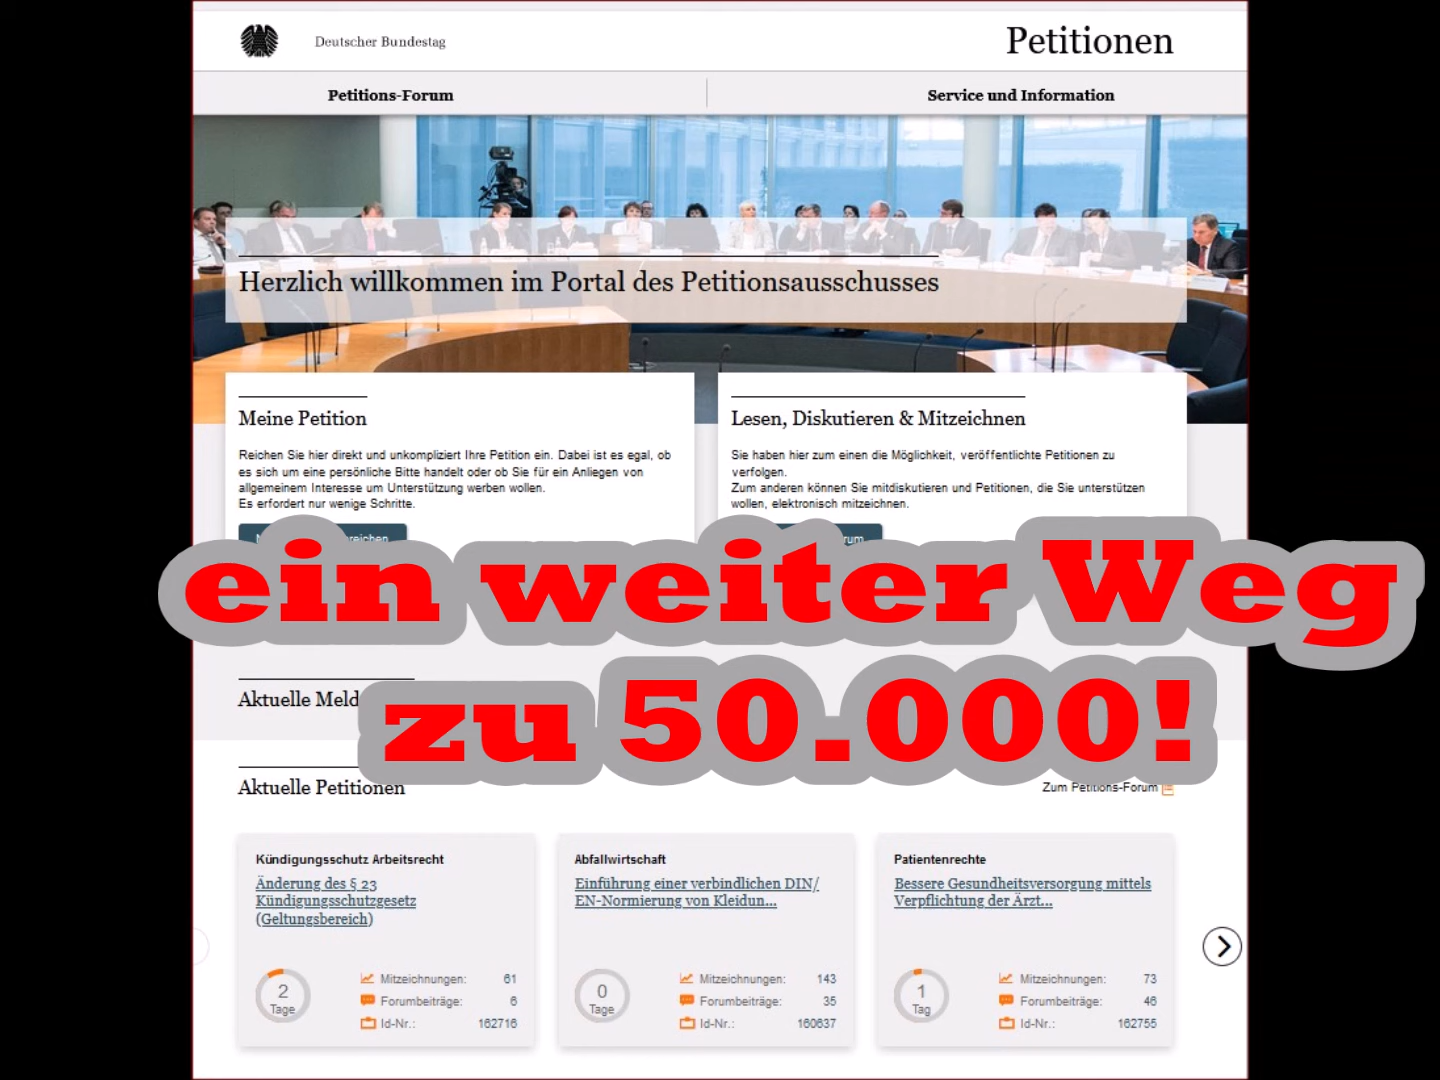 Deutscher Bundestag
Petitionen
Petitions-Forum
Service und Information
Herzlich willkommen im Portal des Petitionsausschusses
Meine Petition
Reichen Sie hier direkt und unkompliziert Ihre Petition ein. Dabei ist es egal, ob
es sich um eine persönliche Bitte handelt oder ob Sie für ein Anliegen von
allgemeinem Interesse um Unterstützung werben wollen.
Es erfordert nur wenige Schritte.
Lesen, Diskutieren & Mitzeichnen
Sie haben hier zum einen die Möglichkeit, veröffentlichte Petitionen zu
verfolgen.
Zum anderen können Sie mitdiskutieren und Petitionen, die Sie unterstützen
wollen, elektronisch mitzeichnen.
ein weiter Weg
zu 50.000!
Aktuelle
Aktuelle Petitionen
Zum Petitions-Forum
Kündigungsschutz Arbeitsrecht
Änderung des § 23
Kündigungsschutzgesetz
(Geltungsbereich)
2
Tage
Mitzeichnungen: 61
Forumbeiträge: 6
Id-Nr.: 162716
Abfallwirtschaft
Einführung einer verbindlichen DIN/
EN-Normierung von Kleidun...
0
Tage
Mitzeichnungen: 143
Forumbeiträge: 35
Id-Nr.: 160637
Patientenrechte
Bessere Gesundheitsversorgung mittels
Verpflichtung der Ärzt...
1
Tag
Mitzeichnungen: 73
Forumbeiträge: 46
Id-Nr.: 162755